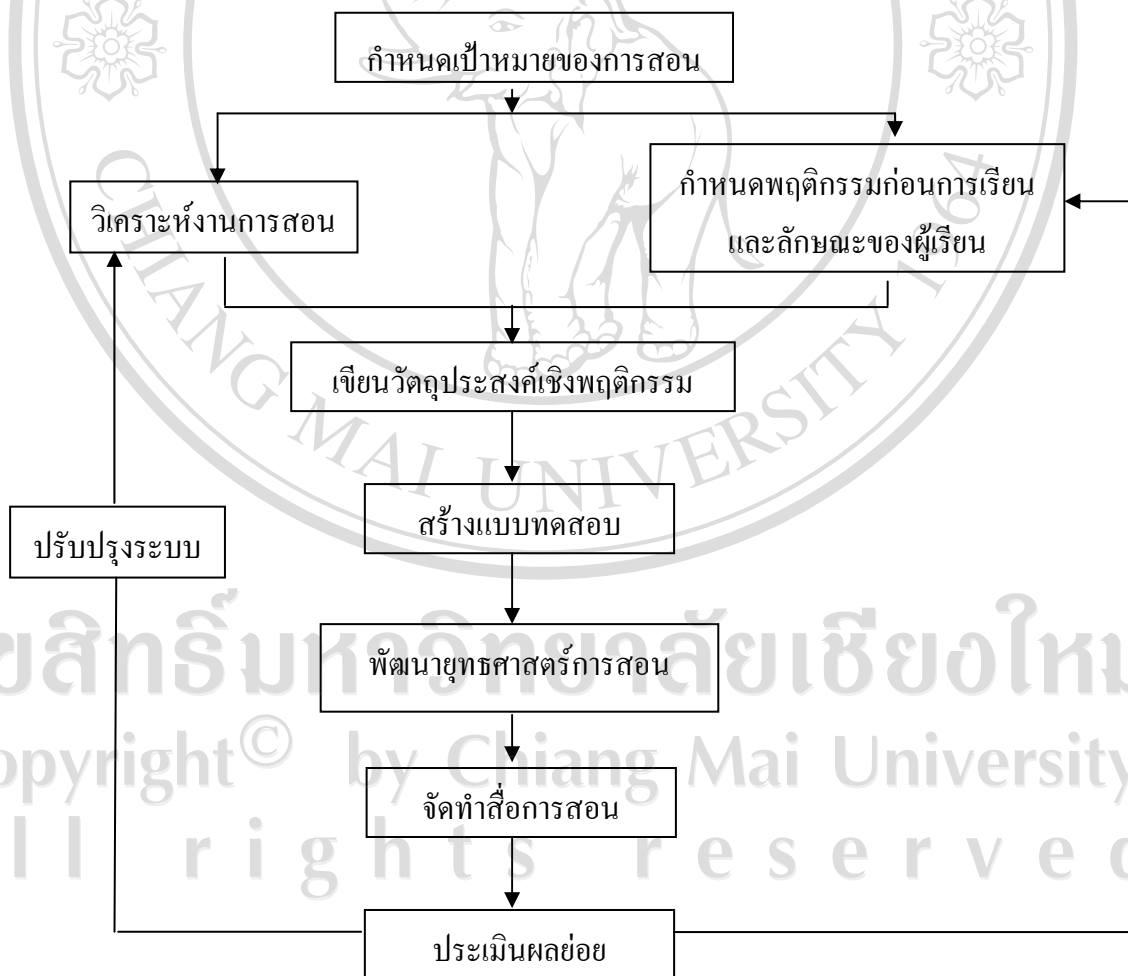 กำหนดเป้าหมายของการสอน
วิเคราะห์งานการสอน
กำหนดพฤติกรรมก่อนการเรียน
และลักษณะของผู้เรียน
เขียนวัตถุประสงค์เชิงพฤติกรรม
สร้างแบบทดสอบ
ปรับปรุงระบบ
พัฒนายุทธศาสตร์การสอน
จัดทำสื่อการสอน
ประเมินผลย่อย
CHIANG MAI UNIVERSITY 1964
สิทธิ์มหาวิทยาลัยเชียงใหม
by Chiang Mai University
rights reserved